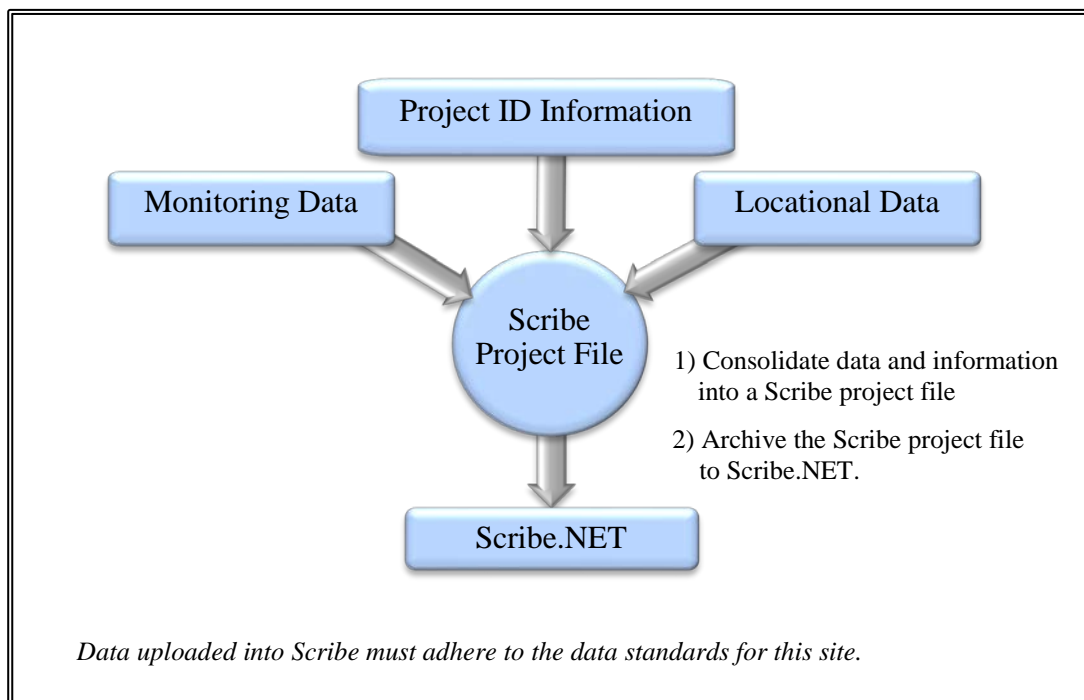 Project ID Information
Monitoring Data
Locational Data
Scribe
Project File
1) Consolidate data and information
into a Scribe project file
2) Archive the Scribe project file
to Scribe.NET.
Scribe.NET
Data uploaded into Scribe must adhere to the data standards for this site.